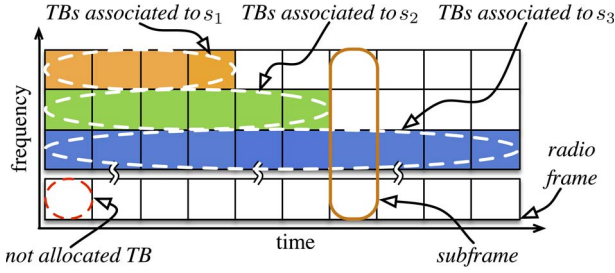 TBs associated to s₁ TBs associated to s₂ TBs associated to s₃
frequency
radio
frame
not allocated TB
time
subframe